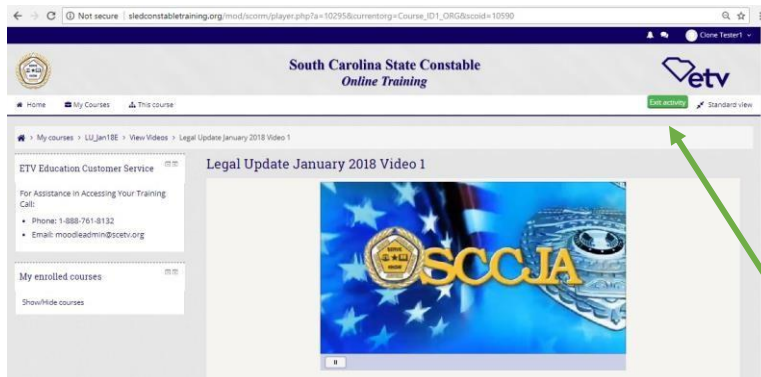 Not secure | sledconstabletraining.org/mod/scorm/player.php?a=10295&currentorg=Course_ID1_ORG&scoid=10590
Clone Tester1
South Carolina State Constable
Online Training
etv
Home My Courses This course
Exit activity Standard view
My courses > LU_Jan18E > View Videos > Legal Update January 2018 Video 1
ETV Education Customer Service
For Assistance in Accessing Your Training
Call:
• Phone: 1-888-761-8132
• Email: moodleadmin@scetv.org
My enrolled courses
Show/Hide courses
Legal Update January 2018 Video 1
SCCJA